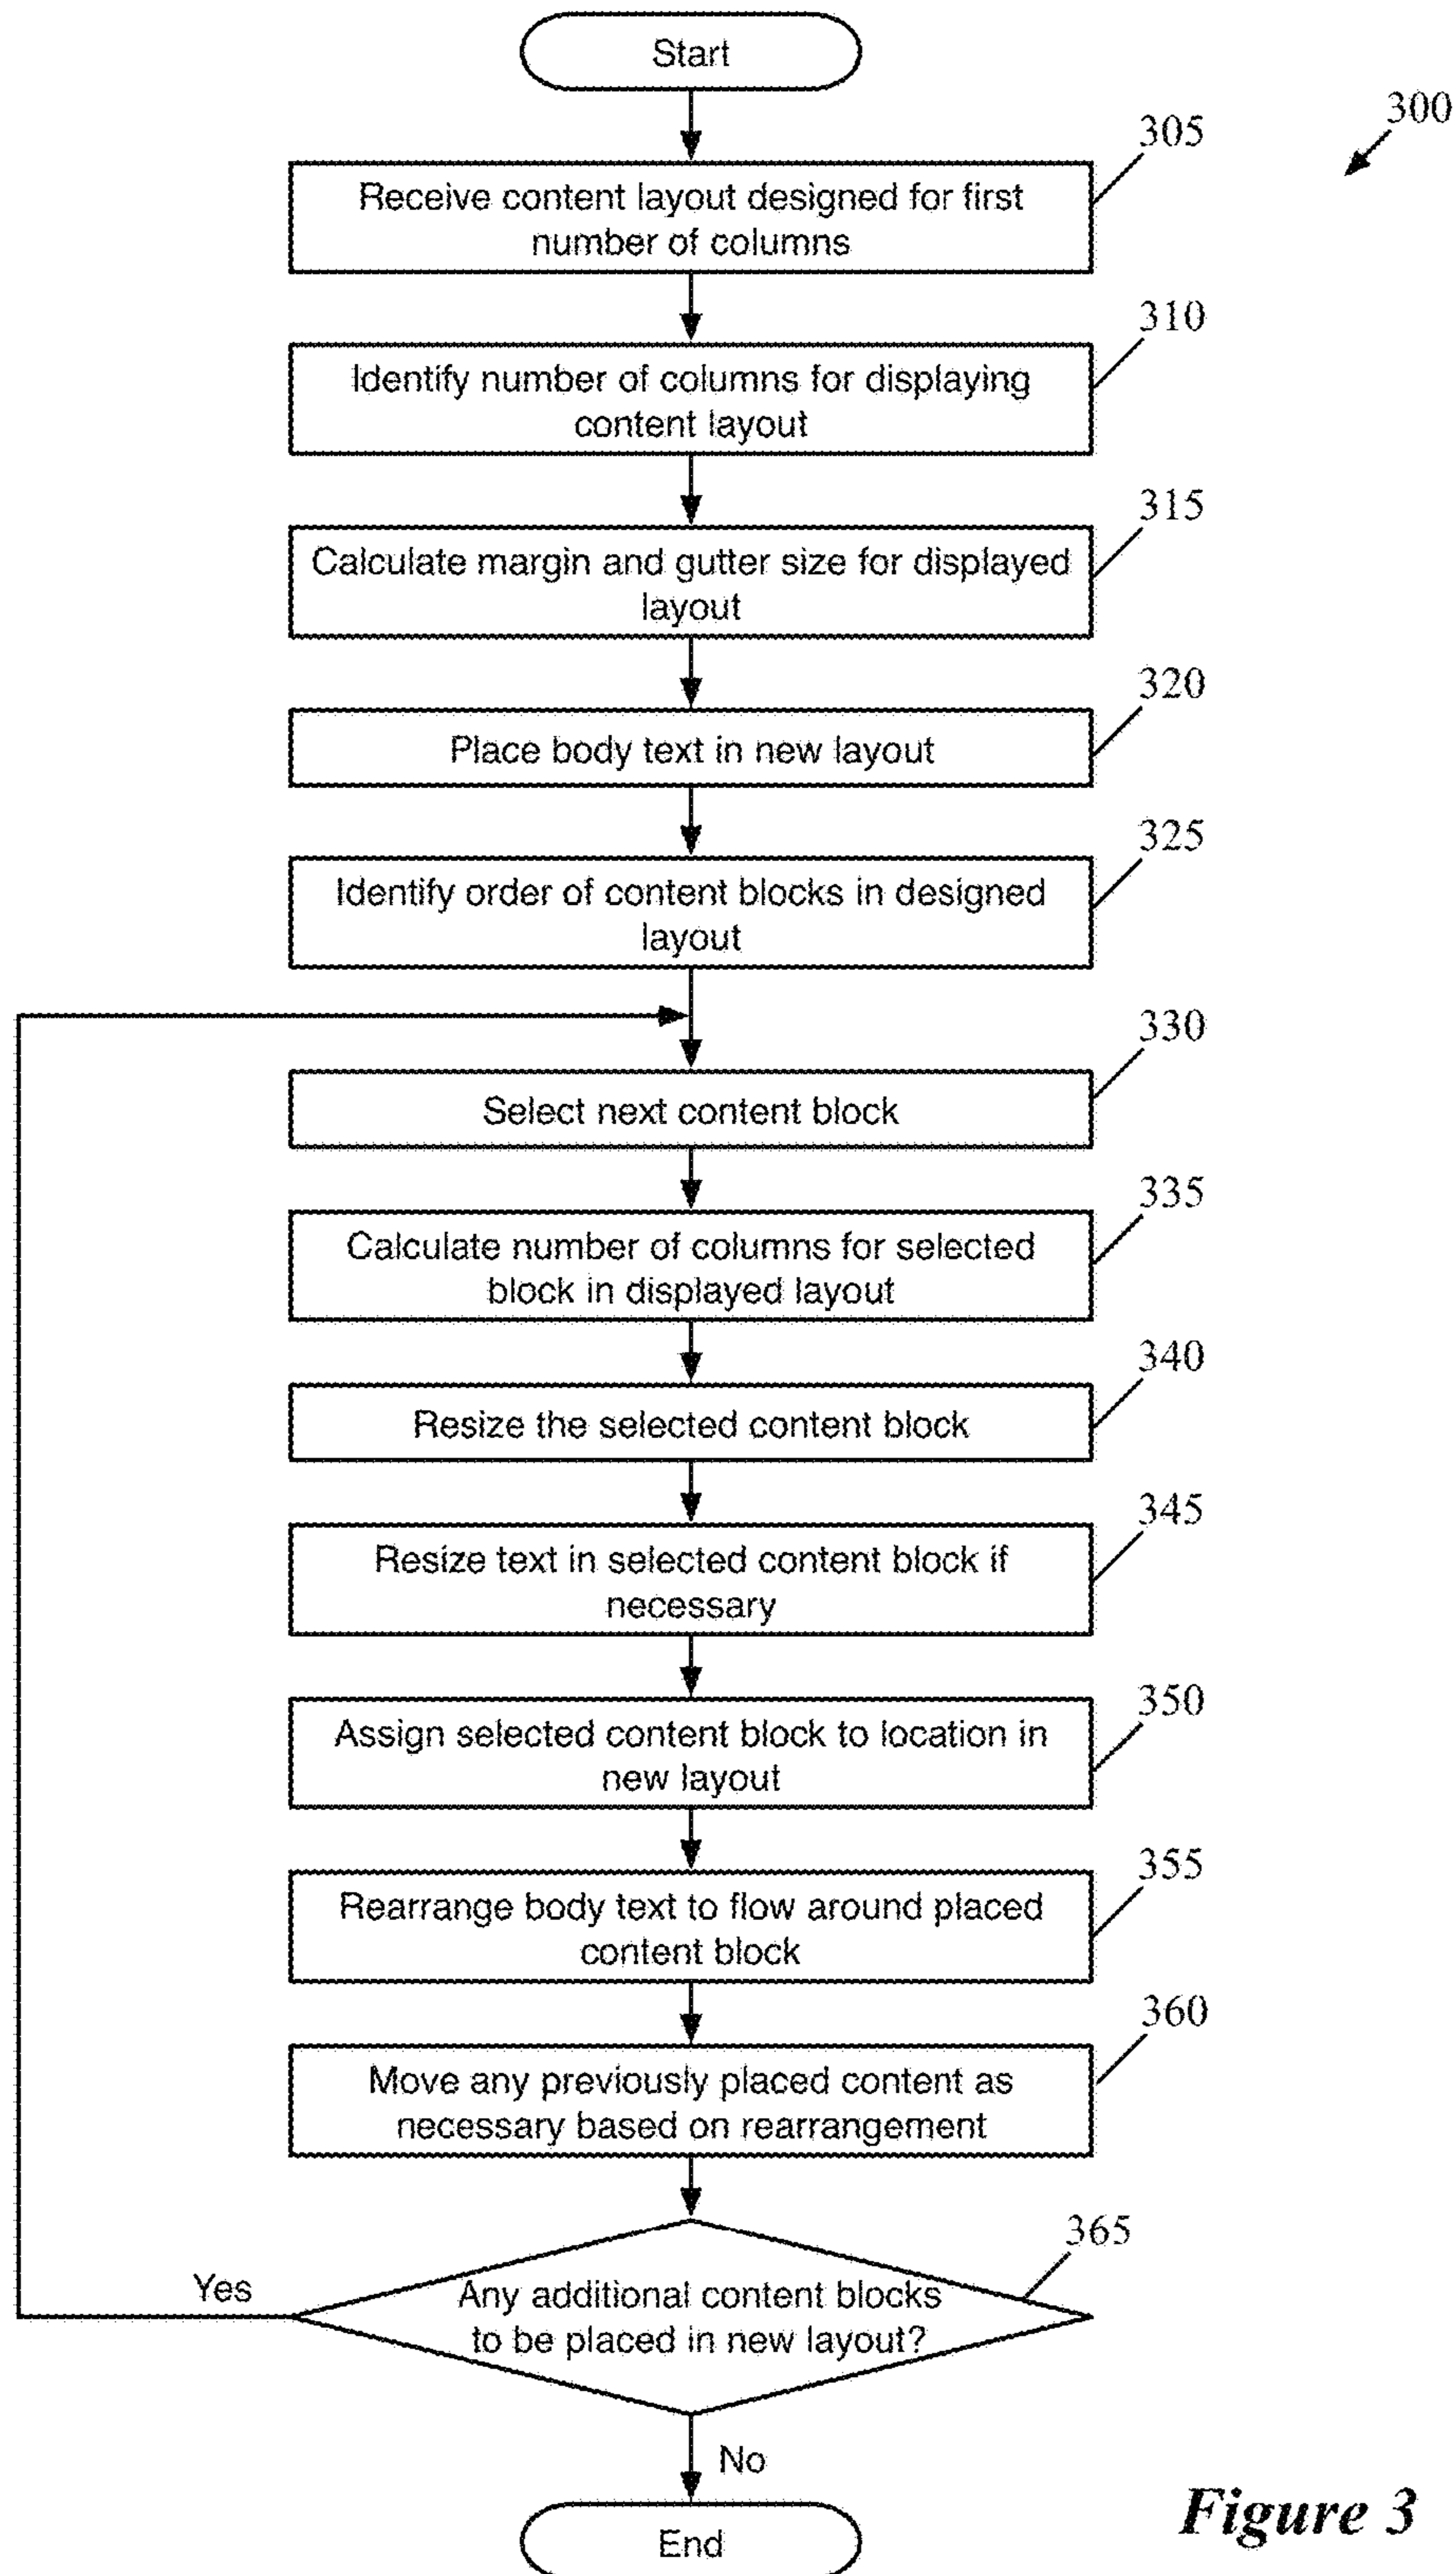 Start
300
305
Receive content layout designed for first
number of columns
310
Identify number of columns for displaying
content layout
315
Calculate margin and gutter size for displayed
layout
320
Place body text in new layout
325
Identify order of content blocks in designed
layout
330
Select next content block
335
Calculate number of columns for selected
block in displayed layout
340
Resize the selected content block
345
Resize text in selected content block if
necessary
350
Assign selected content block to location in
new layout
355
Rearrange body text to flow around placed
content block
360
Move any previously placed content as
necessary based on rearrangement
365
Yes
Any additional content blocks
to be placed in new layout?
No
End
Figure 3